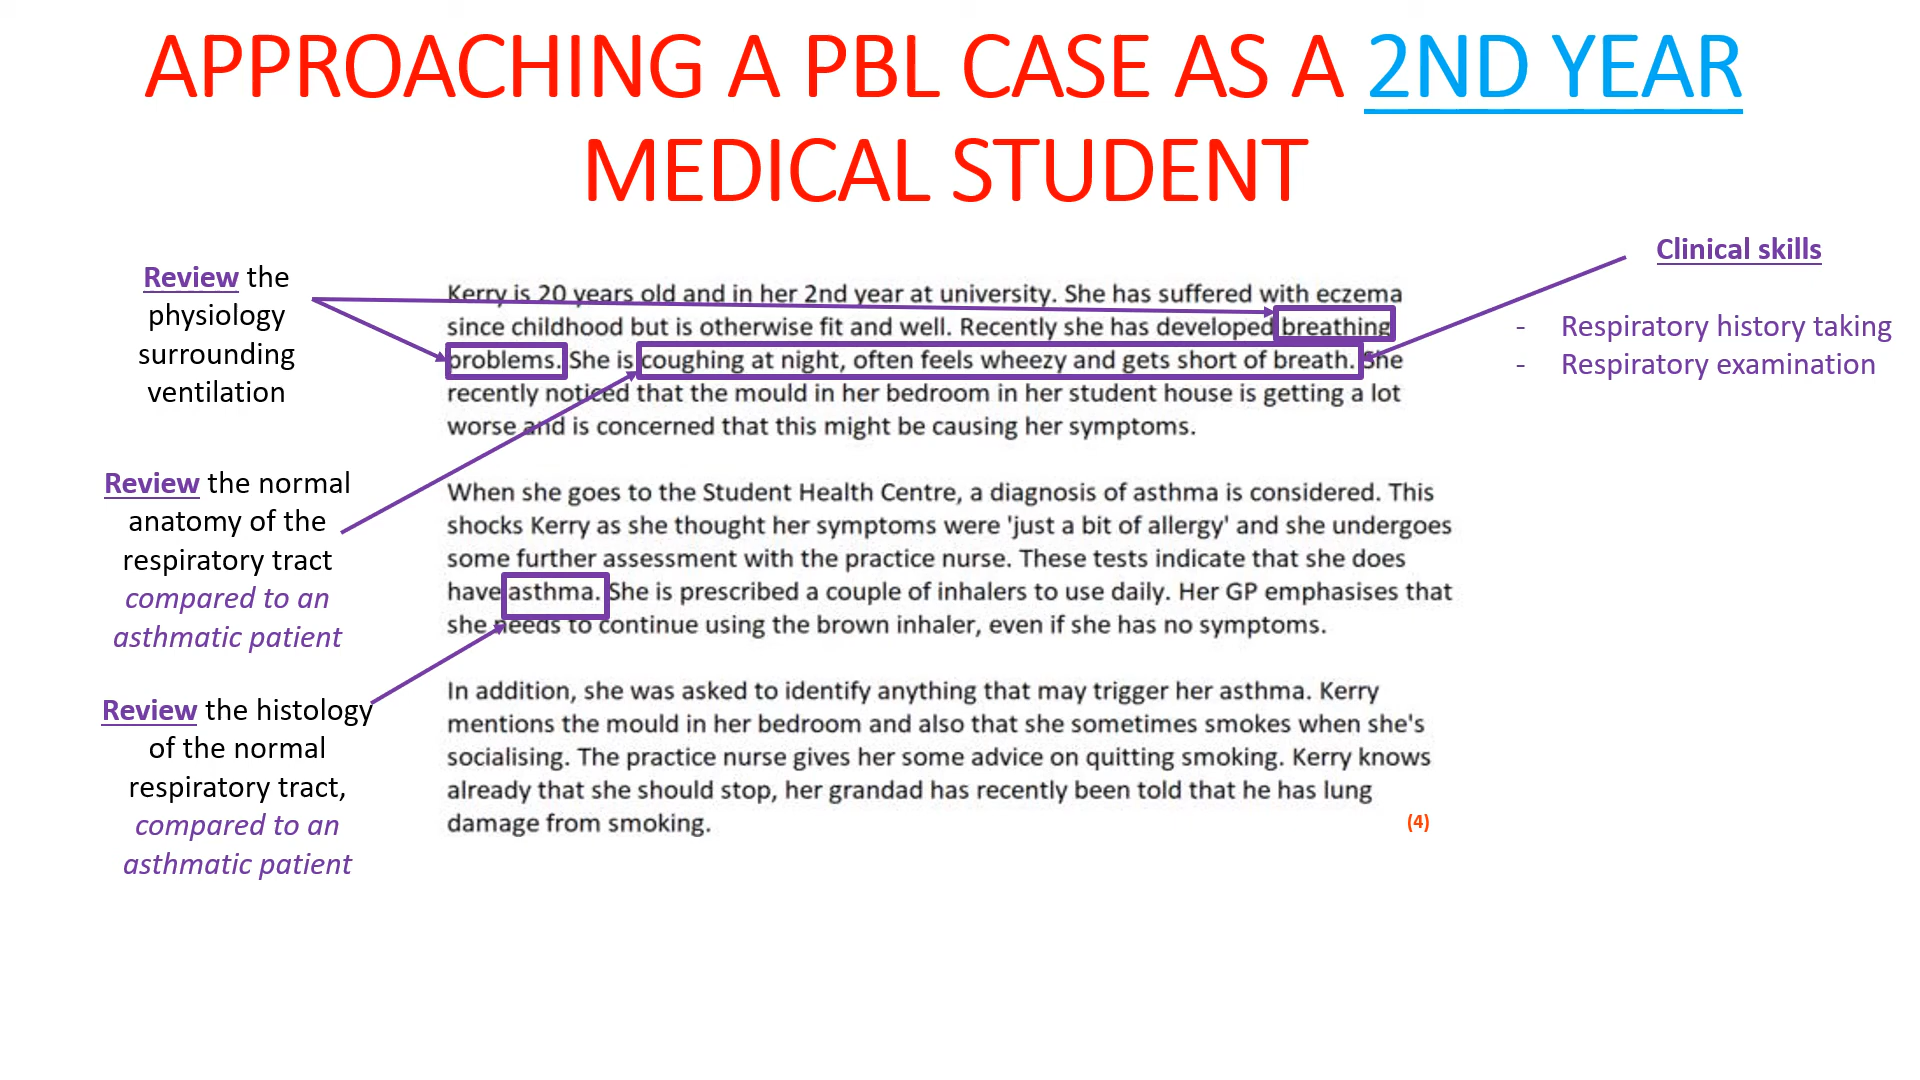 APPROACHING A PBL CASE AS A 2ND YEAR
MEDICAL STUDENT
Review the
physiology
surrounding
ventilation
Review the normal
anatomy of the
respiratory tract
compared to an
asthmatic patient
Review the histology
of the normal
respiratory tract,
compared to an
asthmatic patient
Kerry is 20 years old and in her 2nd year at university. She has suffered with eczema
since childhood but is otherwise fit and well. Recently she has developed breathing
problems. She is coughing at night, often feels wheezy and gets short of breath. She
recently noticed that the mould in her bedroom in her student house is getting a lot
worse and is concerned that this might be causing her symptoms.
When she goes to the Student Health Centre, a diagnosis of asthma is considered. This
shocks Kerry as she thought her symptoms were 'just a bit of allergy' and she undergoes
some further assessment with the practice nurse. These tests indicate that she does
have asthma. She is prescribed a couple of inhalers to use daily. Her GP emphasises that
she needs to continue using the brown inhaler, even if she has no symptoms.
In addition, she was asked to identify anything that may trigger her asthma. Kerry
mentions the mould in her bedroom and also that she sometimes smokes when she's
socialising. The practice nurse gives her some advice on quitting smoking. Kerry knows
already that she should stop, her grandad has recently been told that he has lung
damage from smoking.
(4)
Clinical skills
- Respiratory history taking
- Respiratory examination